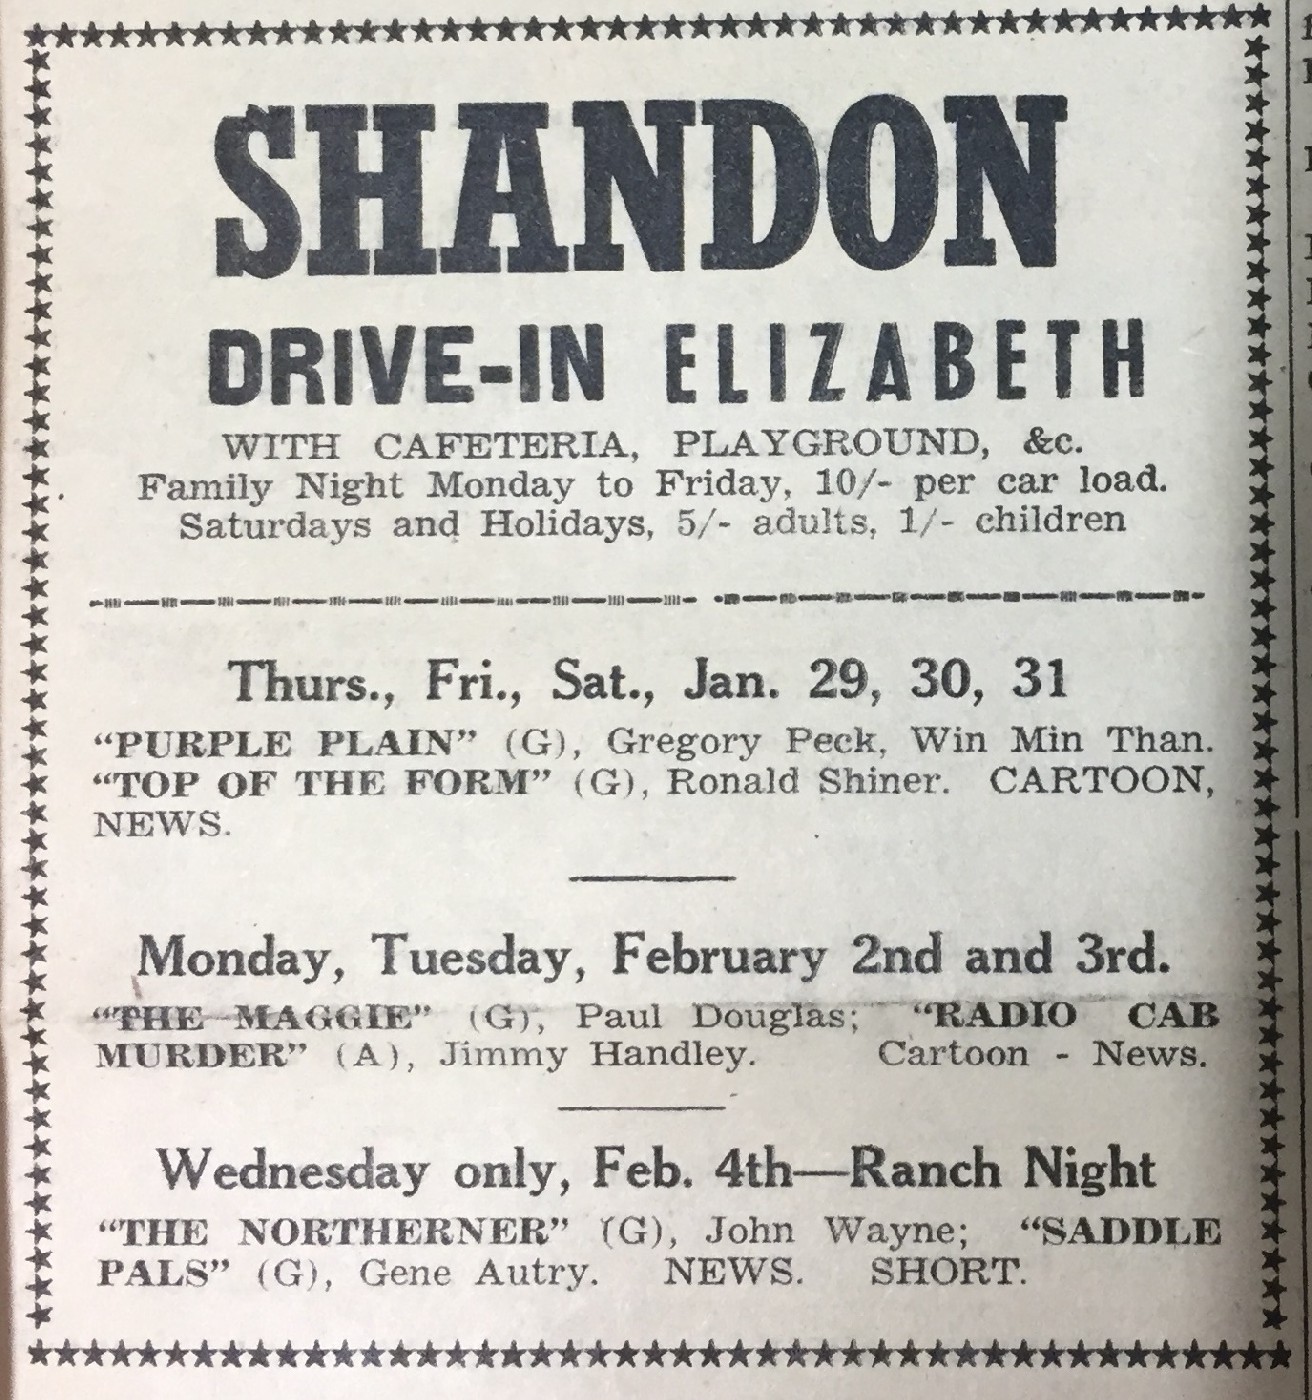 SHANDON
DRIVE-IN ELIZABETH
WITH CAFETERIA, PLAYGROUND, &c.
Family Night Monday to Friday, 10/- per car load.
Saturdays and Holidays, 5/- adults, 1/- children
Thurs., Fri., Sat., Jan. 29, 30, 31
“PURPLE PLAIN” (G), Gregory Peck, Win Min Than.
“TOP OF THE FORM” (G), Ronald Shiner. CARTOON,
NEWS.
Monday, Tuesday, February 2nd and 3rd.
“THE MAGGIE” (G), Paul Douglas; “RADIO CAB
MURDER” (A), Jimmy Handley. Cartoon - News.
Wednesday only, Feb. 4th—Ranch Night
“THE NORTHERNER” (G), John Wayne; “SADDLE
PALS” (G), Gene Autry. NEWS. SHORT.